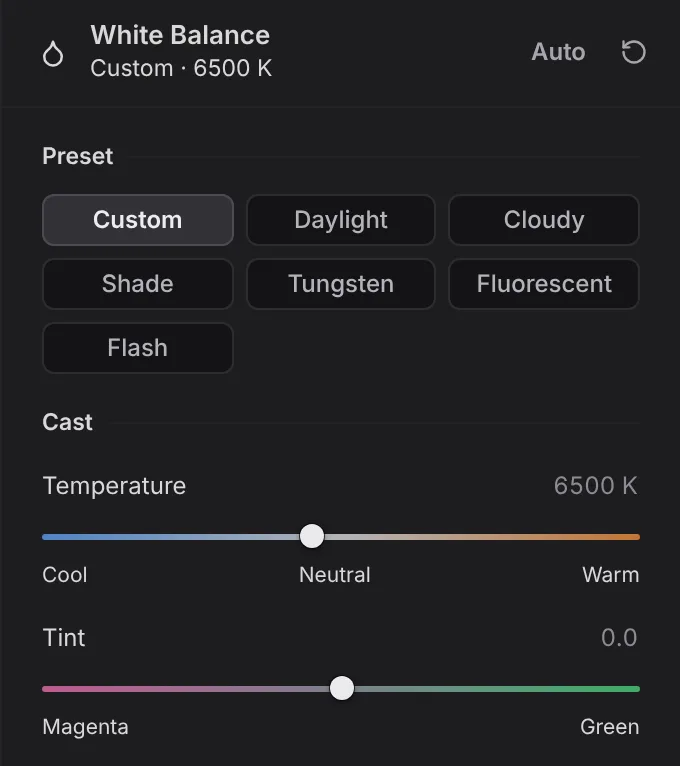 White Balance
Custom · 6500 K
Auto
Preset
Custom
Daylight
Cloudy
Shade
Tungsten
Fluorescent
Flash
Cast
Temperature
6500 K
Cool
Neutral
Warm
Tint
0.0
Magenta
Green